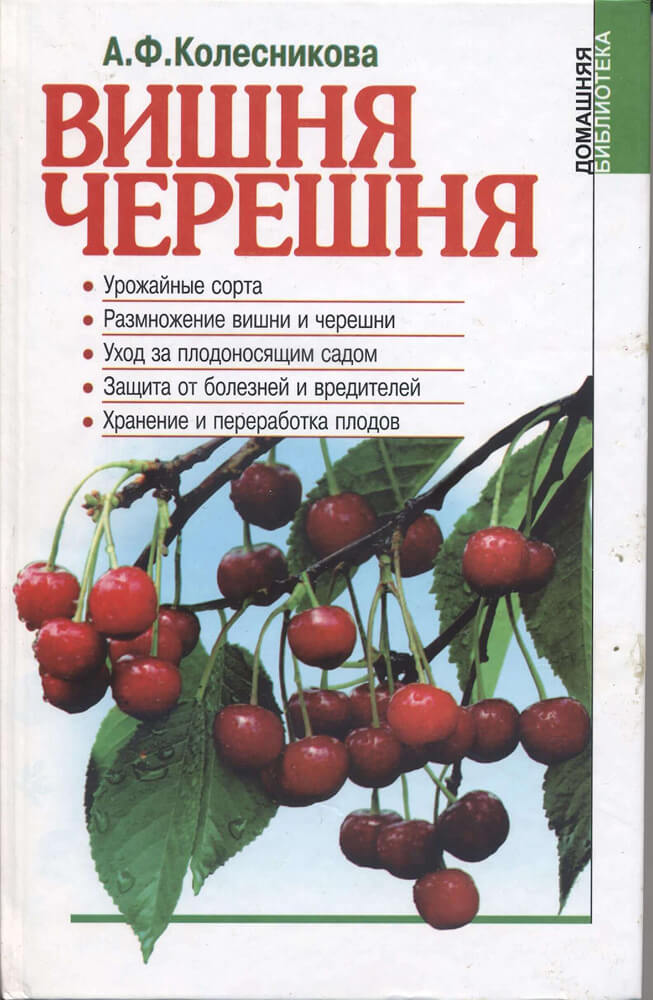 А.Ф.Колесникова
ВИШНЯ
ЧЕРЕШНЯ
ДОМАШНЯЯ
БИБЛИОТЕКА
• Урожайные сорта
• Размножение вишни и черешни
• Уход за плодоносящим садом
• Защита от болезней и вредителей
• Хранение и переработка плодов